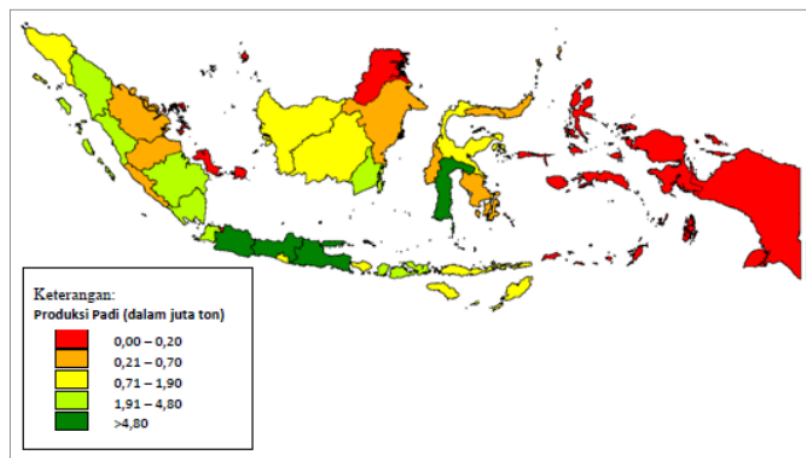 Keterangan:
Produksi Padi (dalam juta ton)
0,00 – 0,20
0,21 – 0,70
0,71 – 1,90
1,91 – 4,80
>4,80